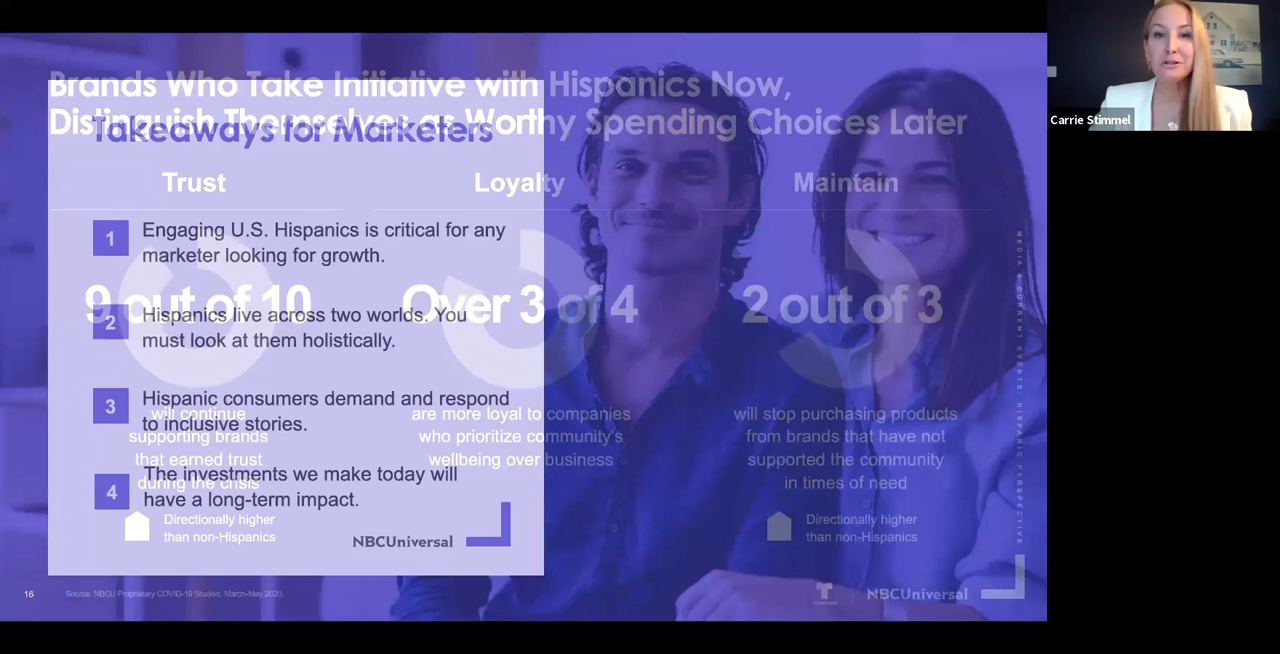 Brands Who Take Initiative with Hispanics Now,
Distinguish Themselves as Worthy Spending Choices Later
Trust
Loyalty
Maintain
9 out of 10
Over 3 of 4
2 out of 3
will continue
supporting brands
that earned trust
during the crisis
are more loyal to companies
who prioritize community's
wellbeing over business
will stop purchasing products
from brands that have not
supported the community
in times of need
Directionally higher
than non-Hispanics
Directionally higher
than non-Hispanics
Takeaways for Marketers
1 Engaging U.S. Hispanics is critical for any
marketer looking for growth.
2 Hispanics live across two worlds. You
must look at them holistically.
3 Hispanic consumers demand and respond
to inclusive stories.
4 The investments we make today will
have a long-term impact.
NBCUniversal
MEDIA & CURRENT EVENTS: HISPANIC PERSPECTIVE
16
Source: NBCU Proprietary COVID-19 Studies, March-May 2020.
NBCUniversal
Carrie Stimmel